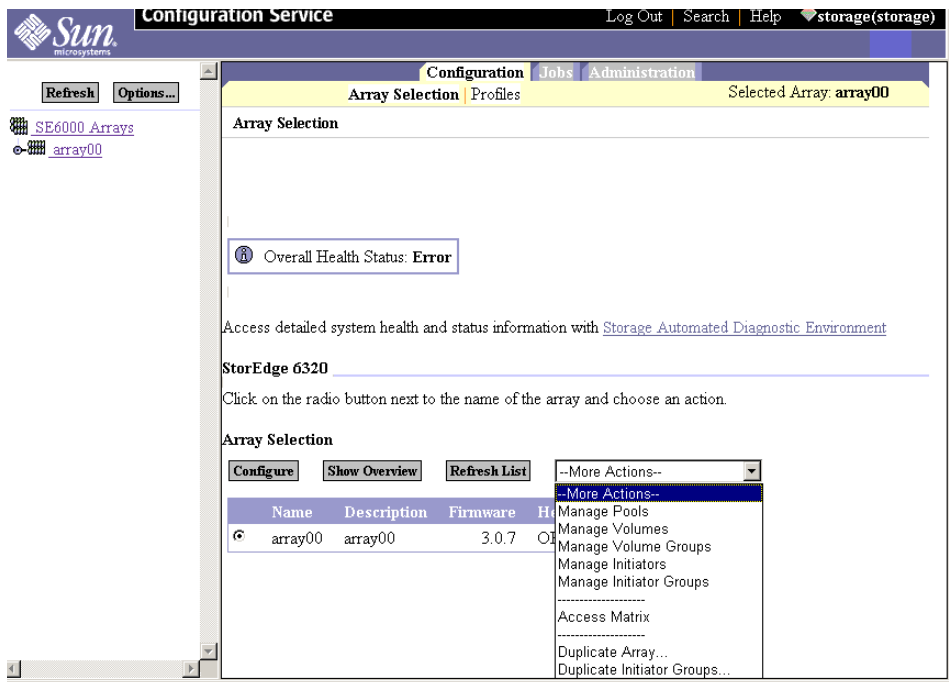 Configuration Service
Log Out | Search | Help storage(storage)
Sun
microsystems
Refresh Options...
SE6000 Arrays
array00
Configuration Jobs Administration
Array Selection | Profiles
Selected Array: array00
Array Selection
Overall Health Status: Error
Access detailed system health and status information with Storage Automated Diagnostic Environment
StorEdge 6320
Click on the radio button next to the name of the array and choose an action.
Array Selection
Configure Show Overview Refresh List --More Actions--
--More Actions--
Manage Pools
Manage Volumes
Manage Volume Groups
Manage Initiators
Manage Initiator Groups
--------------------
Access Matrix
--------------------
Duplicate Array...
Duplicate Initiator Groups...
Name Description Firmware
array00 array00 3.0.7